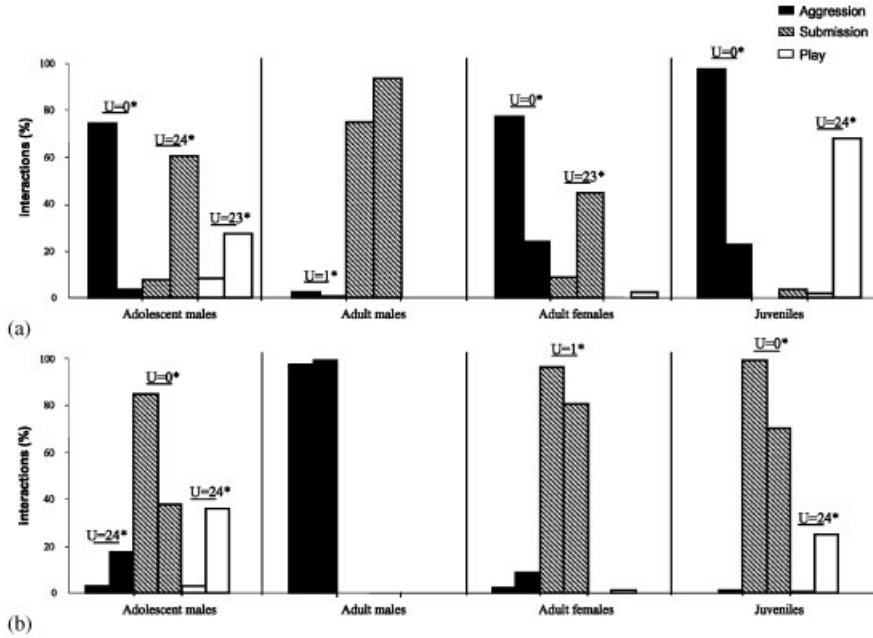 Aggression
Submission
Play
Interactions (%)
100
80
60
40
20
0
U=0*
U=24*
U=23*
U=1*
U=0*
U=23*
U=0*
U=24*
Adolescent males
Adult males
Adult females
Juveniles
(a)
Interactions (%)
100
80
60
40
20
0
U=24*
U=0*
U=24*
U=1*
U=0*
U=24*
Adolescent males
Adult males
Adult females
Juveniles
(b)